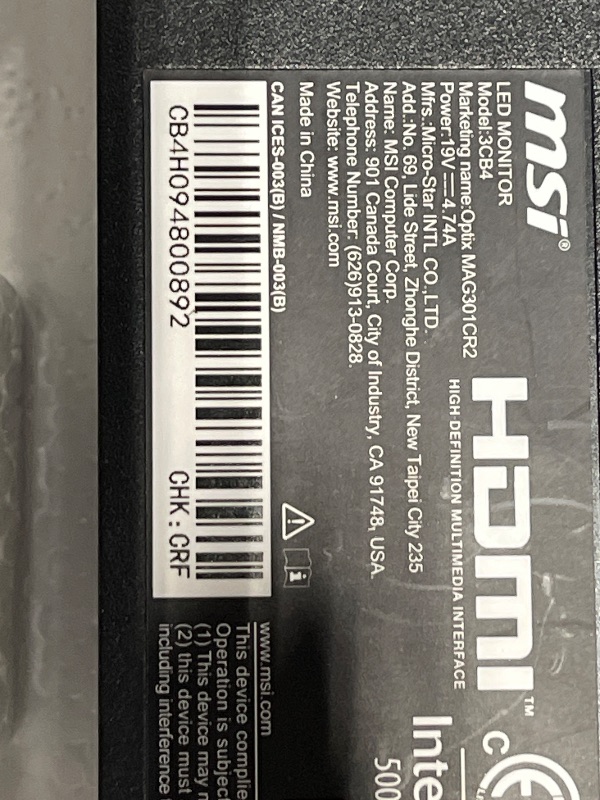 msi®
LED MONITOR
Model:3CB4
Marketing name:Optix MAG301CR2
Power:19V⎓4.74A
Mfrs.:Micro-Star INTL CO.,LTD.
Add.:No. 69, Lide Street, Zhonghe District, New Taipei City 235
Name: MSI Computer Corp.
Address: 901 Canada Court, City of Industry, CA 91748, USA.
Telephone Number: (626)913-0828.
Website: www.msi.com
Made in China
CAN ICES-003(B) / NMB-003(B)
CB4H094800892 CHK:CRF
HDMI™
HIGH-DEFINITION MULTIMEDIA INTERFACE
Inte
500
www.msi.com
This device complie
Operation is subject
(1) This device may
(2) this device must
including interference